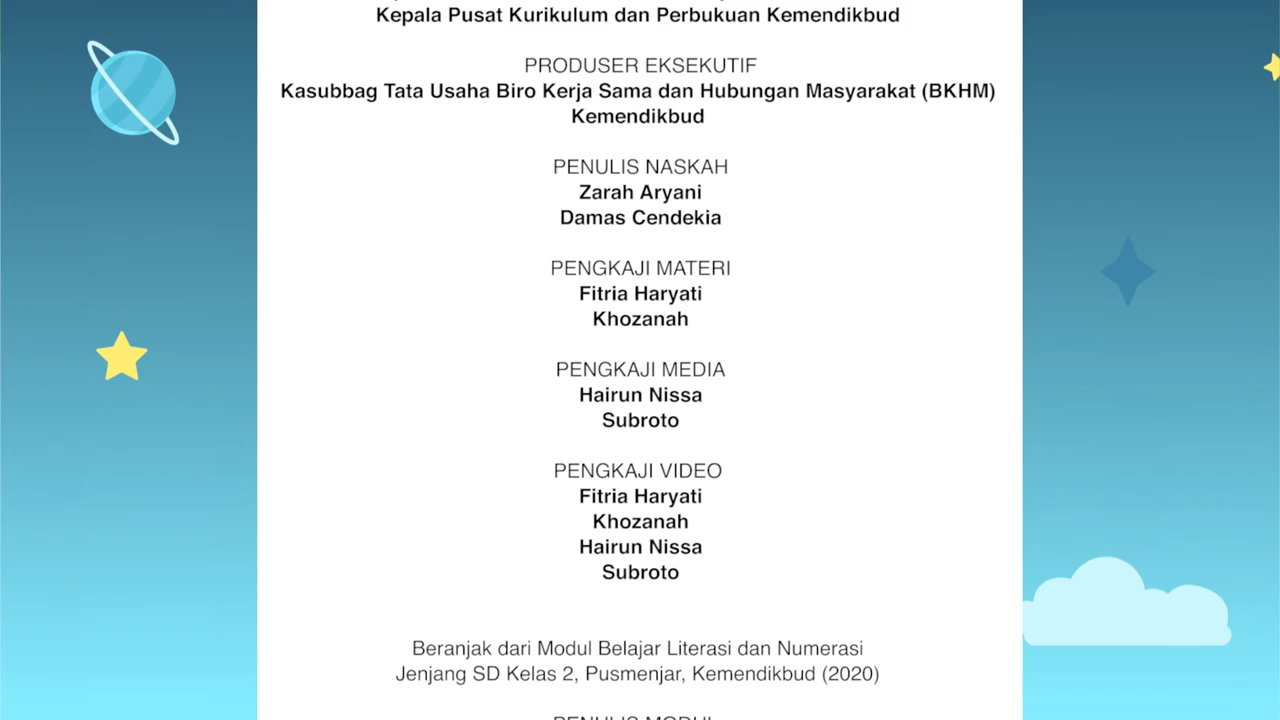 Kepala Pusat Kurikulum dan Perbukuan Kemendikbud
PRODUSER EKSEKUTIF
Kasubbag Tata Usaha Biro Kerja Sama dan Hubungan Masyarakat (BKHM)
Kemendikbud
PENULIS NASKAH
Zarah Aryani
Damas Cendekia
PENGKAJI MATERI
Fitria Haryati
Khozanah
PENGKAJI MEDIA
Hairun Nissa
Subroto
PENGKAJI VIDEO
Fitria Haryati
Khozanah
Hairun Nissa
Subroto
Beranjak dari Modul Belajar Literasi dan Numerasi
Jenjang SD Kelas 2, Pusmenjar, Kemendikbud (2020)
PENULIS MODUL